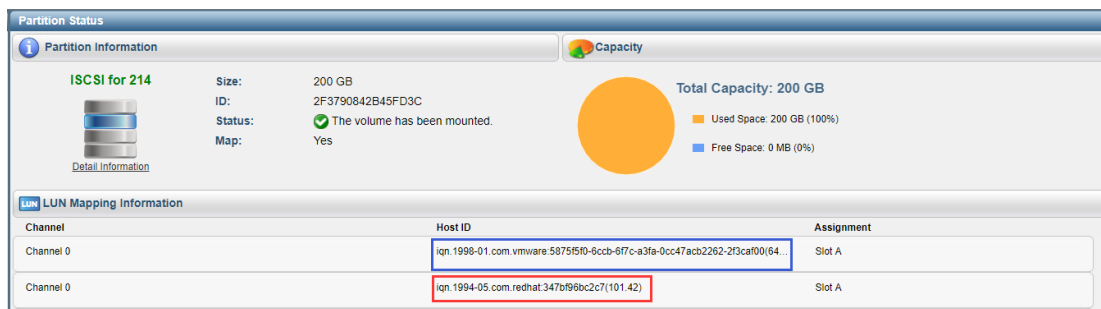 Partition Status
Partition Information
Capacity
ISCSI for 214
Size: 200 GB
ID: 2F3790842B45FD3C
Status: The volume has been mounted.
Map: Yes
Detail Information
Total Capacity: 200 GB
Used Space: 200 GB (100%)
Free Space: 0 MB (0%)
LUN LUN Mapping Information
Channel Host ID Assignment
Channel 0 iqn.1998-01.com.vmware:5875f5f0-6ccb-6f7c-a3fa-0cc47acb2262-2f3caf00(64... Slot A
Channel 0 iqn.1994-05.com.redhat:347bf96bc2c7(101.42) Slot A